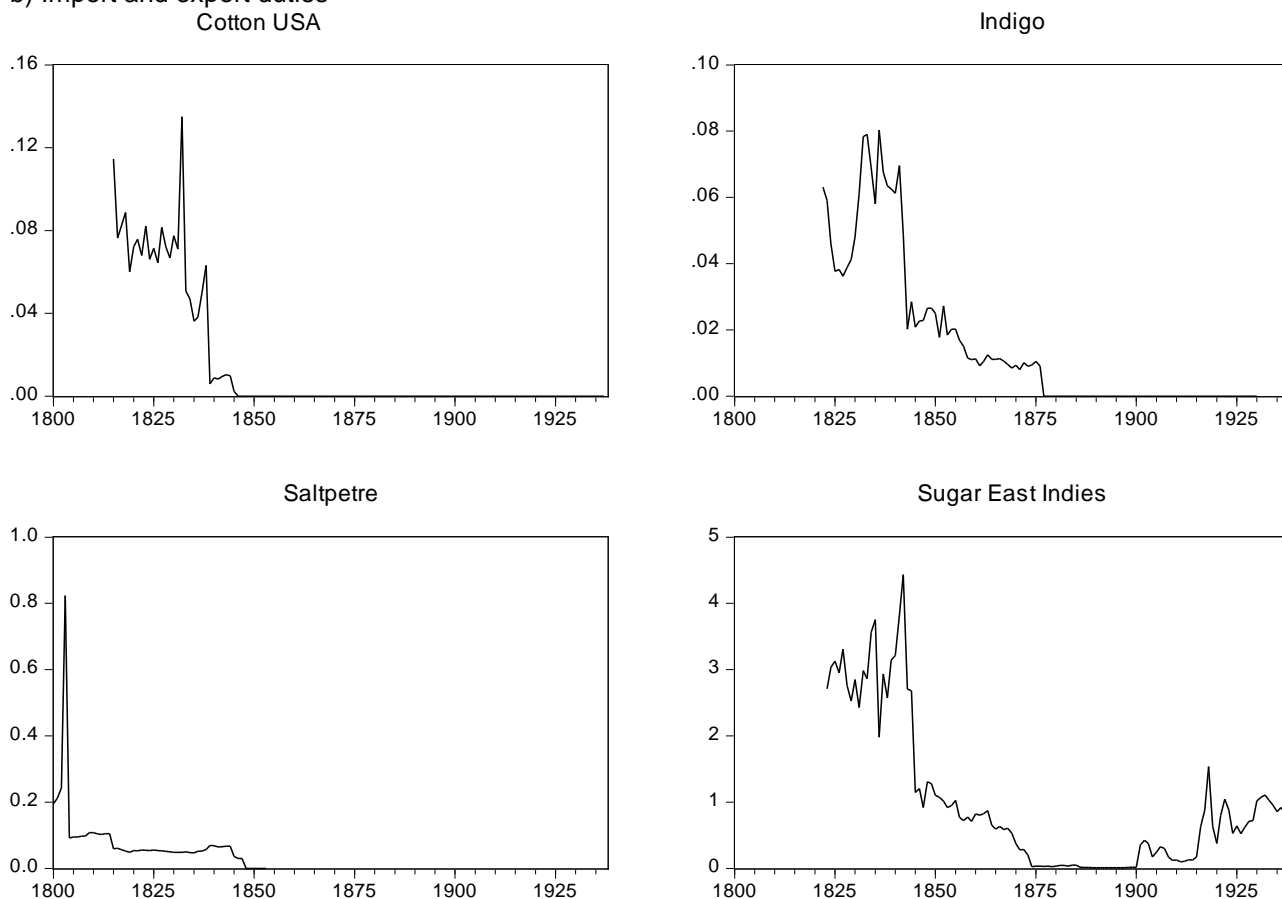 b) Import and export duties
Cotton USA
.16
.12
.08
.04
.00
1800 1825 1850 1875 1900 1925
Indigo
.10
.08
.06
.04
.02
.00
1800 1825 1850 1875 1900 1925
Saltpetre
1.0
0.8
0.6
0.4
0.2
0.0
1800 1825 1850 1875 1900 1925
Sugar East Indies
5
4
3
2
1
0
1800 1825 1850 1875 1900 1925